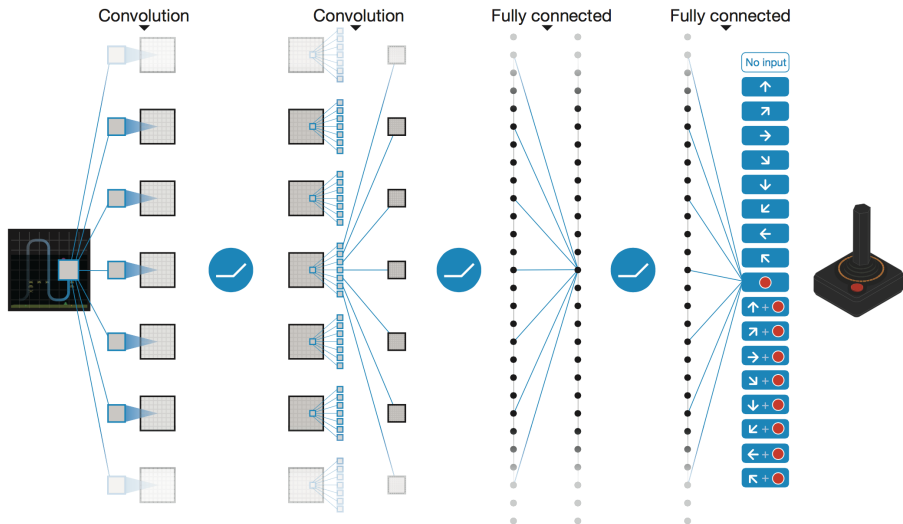 Convolution
Convolution
Fully connected
Fully connected
No input
+
+
+
+
+
+
+
+